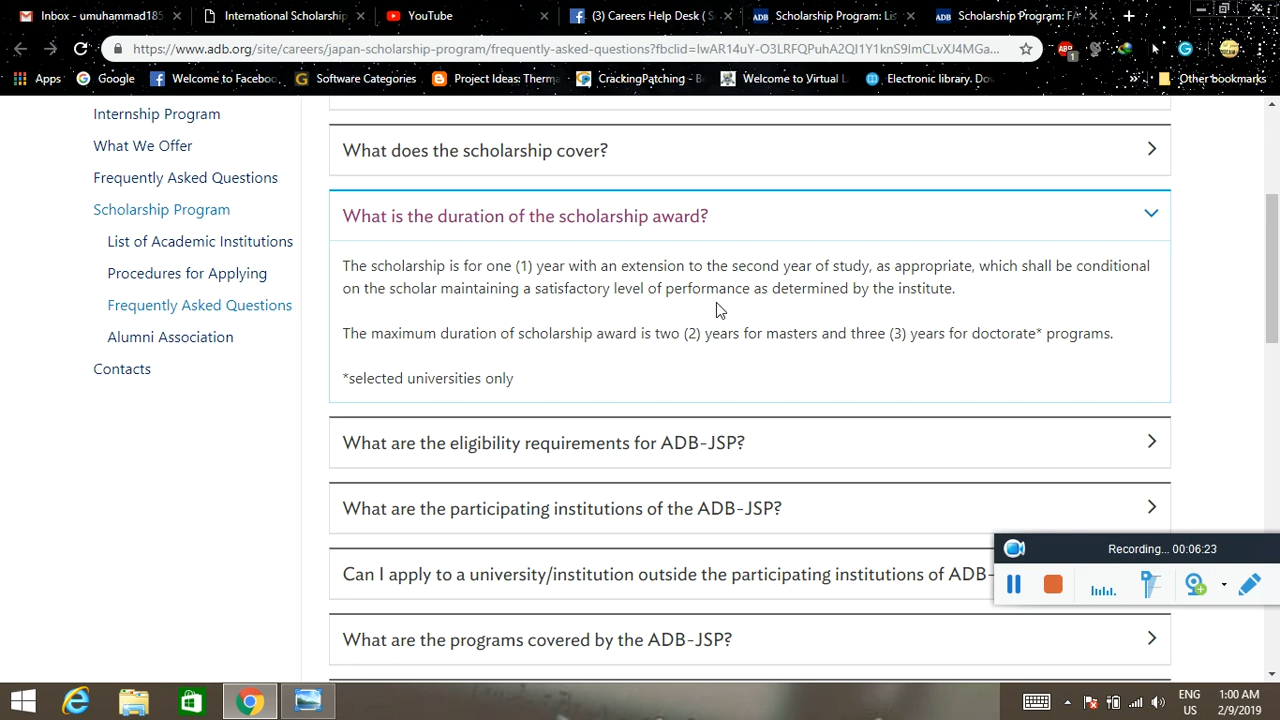 Inbox - umuhammad185
International Scholarship
YouTube
(3) Careers Help Desk ( S
ADB Scholarship Program: Lis
ADB Scholarship Program: FA
https://www.adb.org/site/careers/japan-scholarship-program/frequently-asked-questions?fbclid=
ABP
1
Apps
Google
Welcome to Faceboo
Software Categories
Project Ideas: Therma
CrackingPatching - B
Welcome to Virtual L
Electronic library. Do
Other bookmarks
Internship Program
What We Offer
Frequently Asked Questions
Scholarship Program
List of Academic Institutions
Procedures for Applying
Frequently Asked Questions
Alumni Association
Contacts
What does the scholarship cover?
What is the duration of the scholarship award?
The scholarship is for one (1) year with an extension to the second year of study, as appropriate, which shall be conditional
on the scholar maintaining a satisfactory level of performance as determined by the institute.
The maximum duration of scholarship award is two (2) years for masters and three (3) years for doctorate* programs.
*selected universities only
What are the eligibility requirements for ADB-JSP?
What are the participating institutions of the ADB-JSP?
Can I apply to a university/institution outside the participating institutions of ADB-
What are the programs covered by the ADB-JSP?
Recording... 00:06:23
ENG
US
1:00 AM
2/9/2019